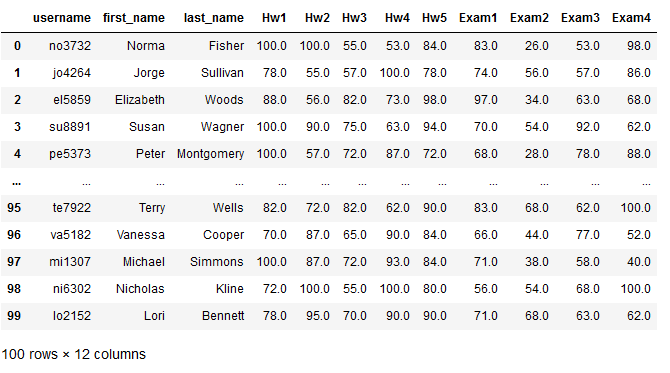 username first_name last_name Hw1 Hw2 Hw3 Hw4 Hw5 Exam1 Exam2 Exam3 Exam4
0 no3732 Norma Fisher 100.0 100.0 55.0 53.0 84.0 83.0 26.0 53.0 98.0
1 jo4264 Jorge Sullivan 78.0 55.0 57.0 100.0 78.0 74.0 56.0 57.0 86.0
2 el5859 Elizabeth Woods 88.0 56.0 82.0 73.0 98.0 97.0 34.0 63.0 68.0
3 su8891 Susan Wagner 100.0 90.0 75.0 63.0 94.0 70.0 54.0 92.0 62.0
4 pe5373 Peter Montgomery 100.0 57.0 72.0 87.0 72.0 68.0 28.0 78.0 88.0
... ... ... ... ... ... ... ... ... ... ... ... ...
95 te7922 Terry Wells 82.0 72.0 82.0 62.0 90.0 83.0 68.0 62.0 100.0
96 va5182 Vanessa Cooper 70.0 87.0 65.0 90.0 84.0 66.0 44.0 77.0 52.0
97 mi1307 Michael Simmons 100.0 87.0 72.0 93.0 84.0 71.0 38.0 58.0 40.0
98 ni6302 Nicholas Kline 72.0 100.0 55.0 100.0 80.0 56.0 54.0 68.0 100.0
99 lo2152 Lori Bennett 78.0 95.0 70.0 90.0 90.0 71.0 68.0 63.0 62.0
100 rows × 12 columns